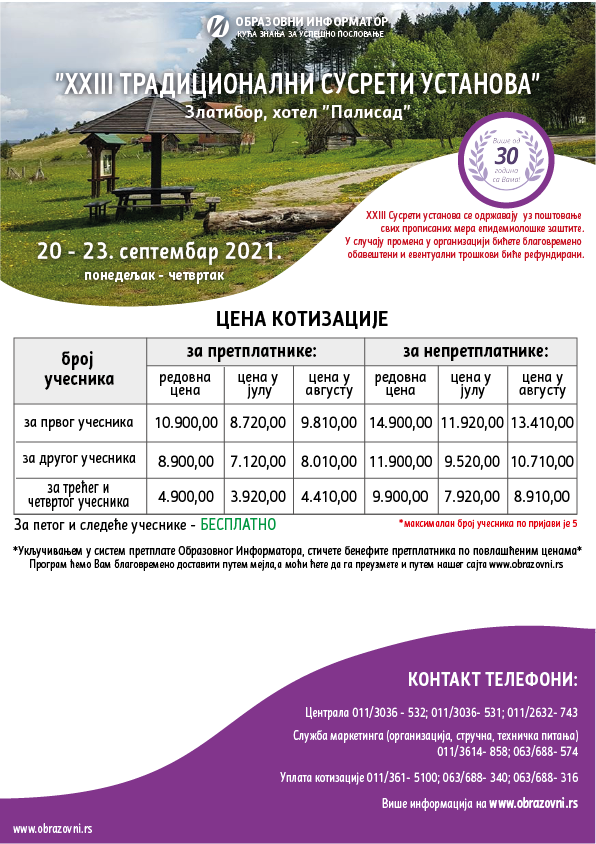 ОБРАЗОВНИ ИНФОРМАТОР
КУЋА ЗНАЊА ЗА УСПЕШНО ПОСЛОВАЊЕ
"XXIII ТРАДИЦИОНАЛНИ СУСРЕТИ УСТАНОВА"
Златибор, хотел "Палисад"
Више од
30
година
са Вама!
XXIII Сусрети установа се одржавају уз поштовање
свих прописаних мера епидемиолошке заштите.
У случају промена у организацији бићете благовремено
обавештени и евентуални трошкови биће рефундирани.
20 - 23. септембар 2021.
понедељак - четвртак
ЦЕНА КОТИЗАЦИЈЕ
број учесника | за претплатнике: | за непретплатнике:
редовна цена | цена у јулу | цена у августу | редовна цена | цена у јулу | цена у августу
за првог учесника | 10.900,00 | 8.720,00 | 9.810,00 | 14.900,00 | 11.920,00 | 13.410,00
за другог учесника | 8.900,00 | 7.120,00 | 8.010,00 | 11.900,00 | 9.520,00 | 10.710,00
за трећег и четвртог учесника | 4.900,00 | 3.920,00 | 4.410,00 | 9.900,00 | 7.920,00 | 8.910,00
За петог и следеће учеснике - БЕСПЛАТНО
*максималан број учесника по пријави је 5
*Укључивањем у систем претплате Образовног Информатора, стичете бенефите претплатника по повлашћеним ценама*
Програм ћемо Вам благовремено доставити путем мејла,а моћи ћете да га преузмете и путем нашег сајта www.obrazovni.rs
КОНТАКТ ТЕЛЕФОНИ:
Централа 011/3036 - 532; 011/3036- 531; 011/2632- 743
Служба маркетинга (организација, стручна, техничка питања)
011/3614- 858; 063/688- 574
Уплата котизације 011/361- 5100; 063/688- 340; 063/688- 316
Више информација на www.obrazovni.rs
www.obrazovni.rs